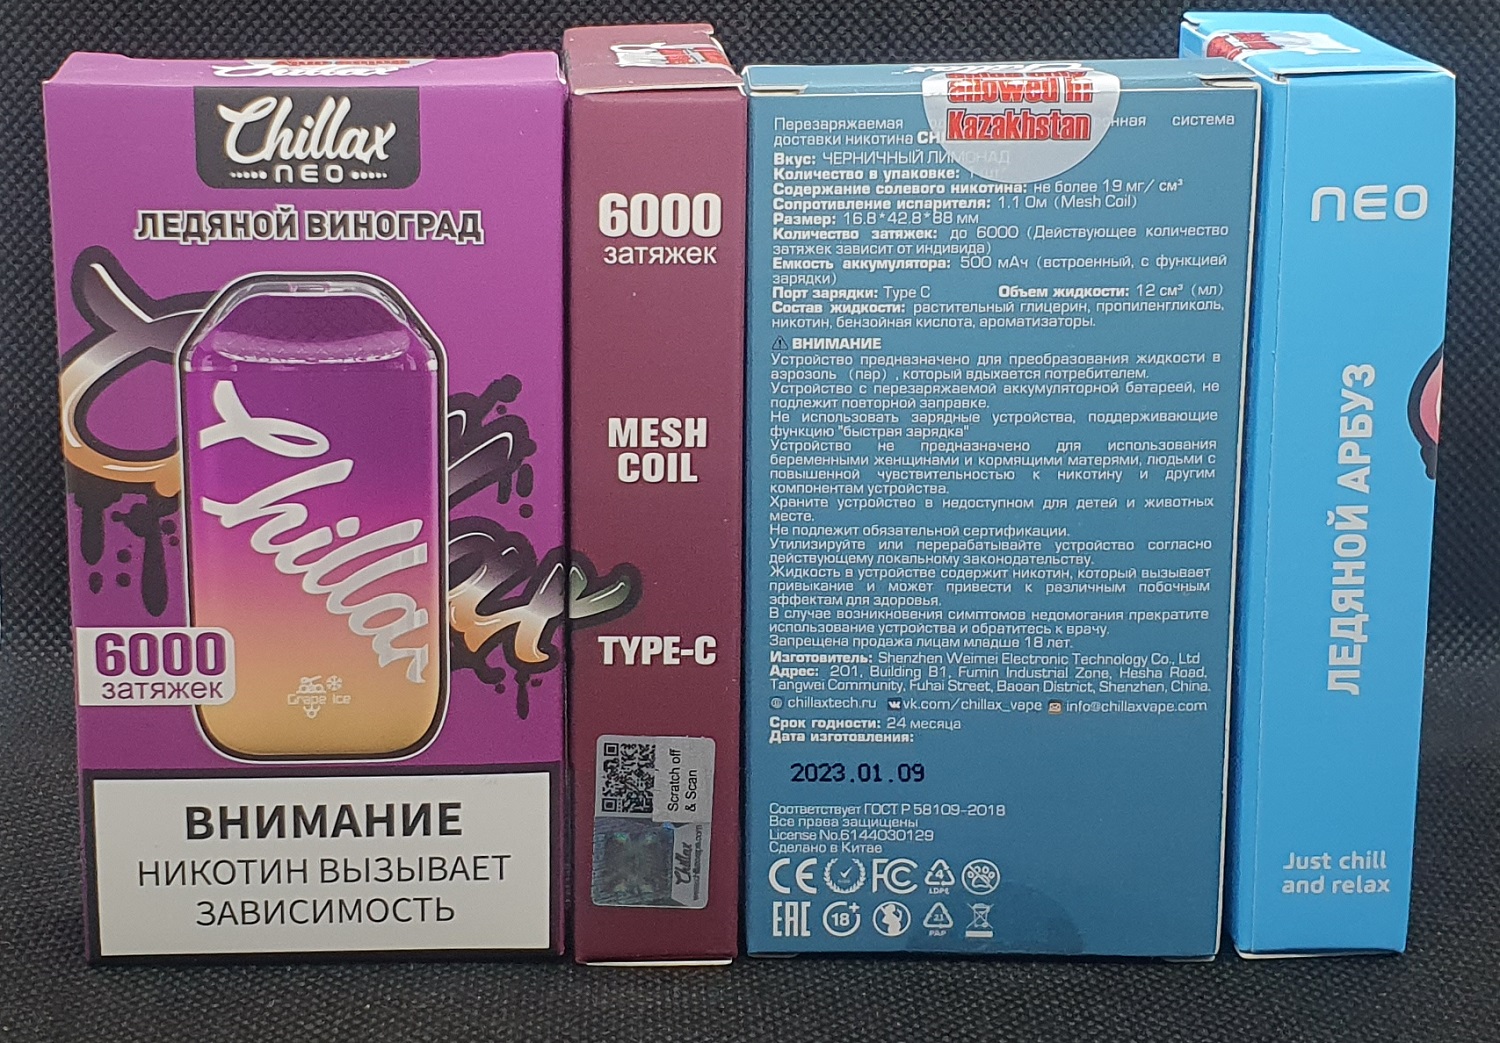 Chillax
NEO
ЛЕДЯНОЙ ВИНОГРАД
Chillax
Grape Ice
6000
затяжек
ВНИМАНИЕ
НИКОТИН ВЫЗЫВАЕТ
ЗАВИСИМОСТЬ
6000
затяжек
MESH
COIL
TYPE-C
Scratch off
& Scan
Chillax
allowed in
Kazakhstan
Перезаряжаемая система
доставки никотина
Вкус: ЧЕРНИЧНЫЙ ЛИМОНАД
Количество в упаковке:
Содержание солевого никотина: не более 19 мг/ см³
Сопротивление испарителя: 1.1 Ом (Mesh Coil)
Размер: 16.8*42.8*88 мм
Количество затяжек: до 6000 (Действующее количество
затяжек зависит от индивида)
Емкость аккумулятора: 500 мАч (встроенный, с функцией
зарядки)
Порт зарядки: Type C Объем жидкости: 12 см³ (мл)
Состав жидкости: растительный глицерин, пропиленгликоль,
никотин, бензойная кислота, ароматизаторы.
ВНИМАНИЕ
Устройство предназначено для преобразования жидкости в
аэрозоль (пар) , который вдыхается потребителем.
Устройство с перезаряжаемой аккумуляторной батареей, не
подлежит повторной заправке.
Не использовать зарядные устройства, поддерживающие
функцию "быстрая зарядка"
Устройство не предназначено для использования
беременными женщинами и кормящими матерями, людьми с
повышенной чувствительностью к никотину и другим
компонентам устройства.
Храните устройство в недоступном для детей и животных
месте.
Не подлежит обязательной сертификации.
Утилизируйте или перерабатывайте устройство согласно
действующему локальному законодательству.
Жидкость в устройстве содержит никотин, который вызывает
привыкание и может привести к различным побочным
эффектам для здоровья.
В случае возникновения симптомов недомогания прекратите
использование устройства и обратитесь к врачу.
Запрещена продажа лицам младше 18 лет.
Изготовитель: Shenzhen Weimei Electronic Technology Co., Ltd
Адрес: 201, Building B1, Fumin Industrial Zone, Hesha Road,
Tangwei Community, Fuhai Street, Baoan District, Shenzhen, China.
chillaxtech.ru vk.com/chillax_vape info@chillaxvape.com
Срок годности: 24 месяца
Дата изготовления:
2023.01.09
Соответствует ГОСТ Р 58109-2018
Все права защищены
License No.6144030129
Сделано в Китае
CE FC 4 LDPE
EAC 18+ 21 PAP
NEO
ЛЕДЯНОЙ АРБУЗ
Just chill
and relax